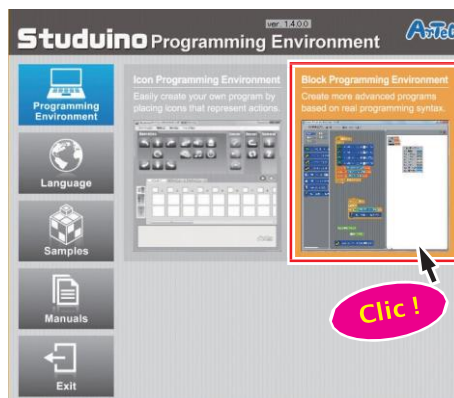 ver. 1.4.0.0
Studuino Programming Environment
ArTeC
Programming
Environment
Language
Samples
Manuals
Exit
Icon Programming Environment
Easily create your own program by
placing icons that represent actions.
Block Programming Environment
Create more advanced programs
based on real programming syntax.
Clic !